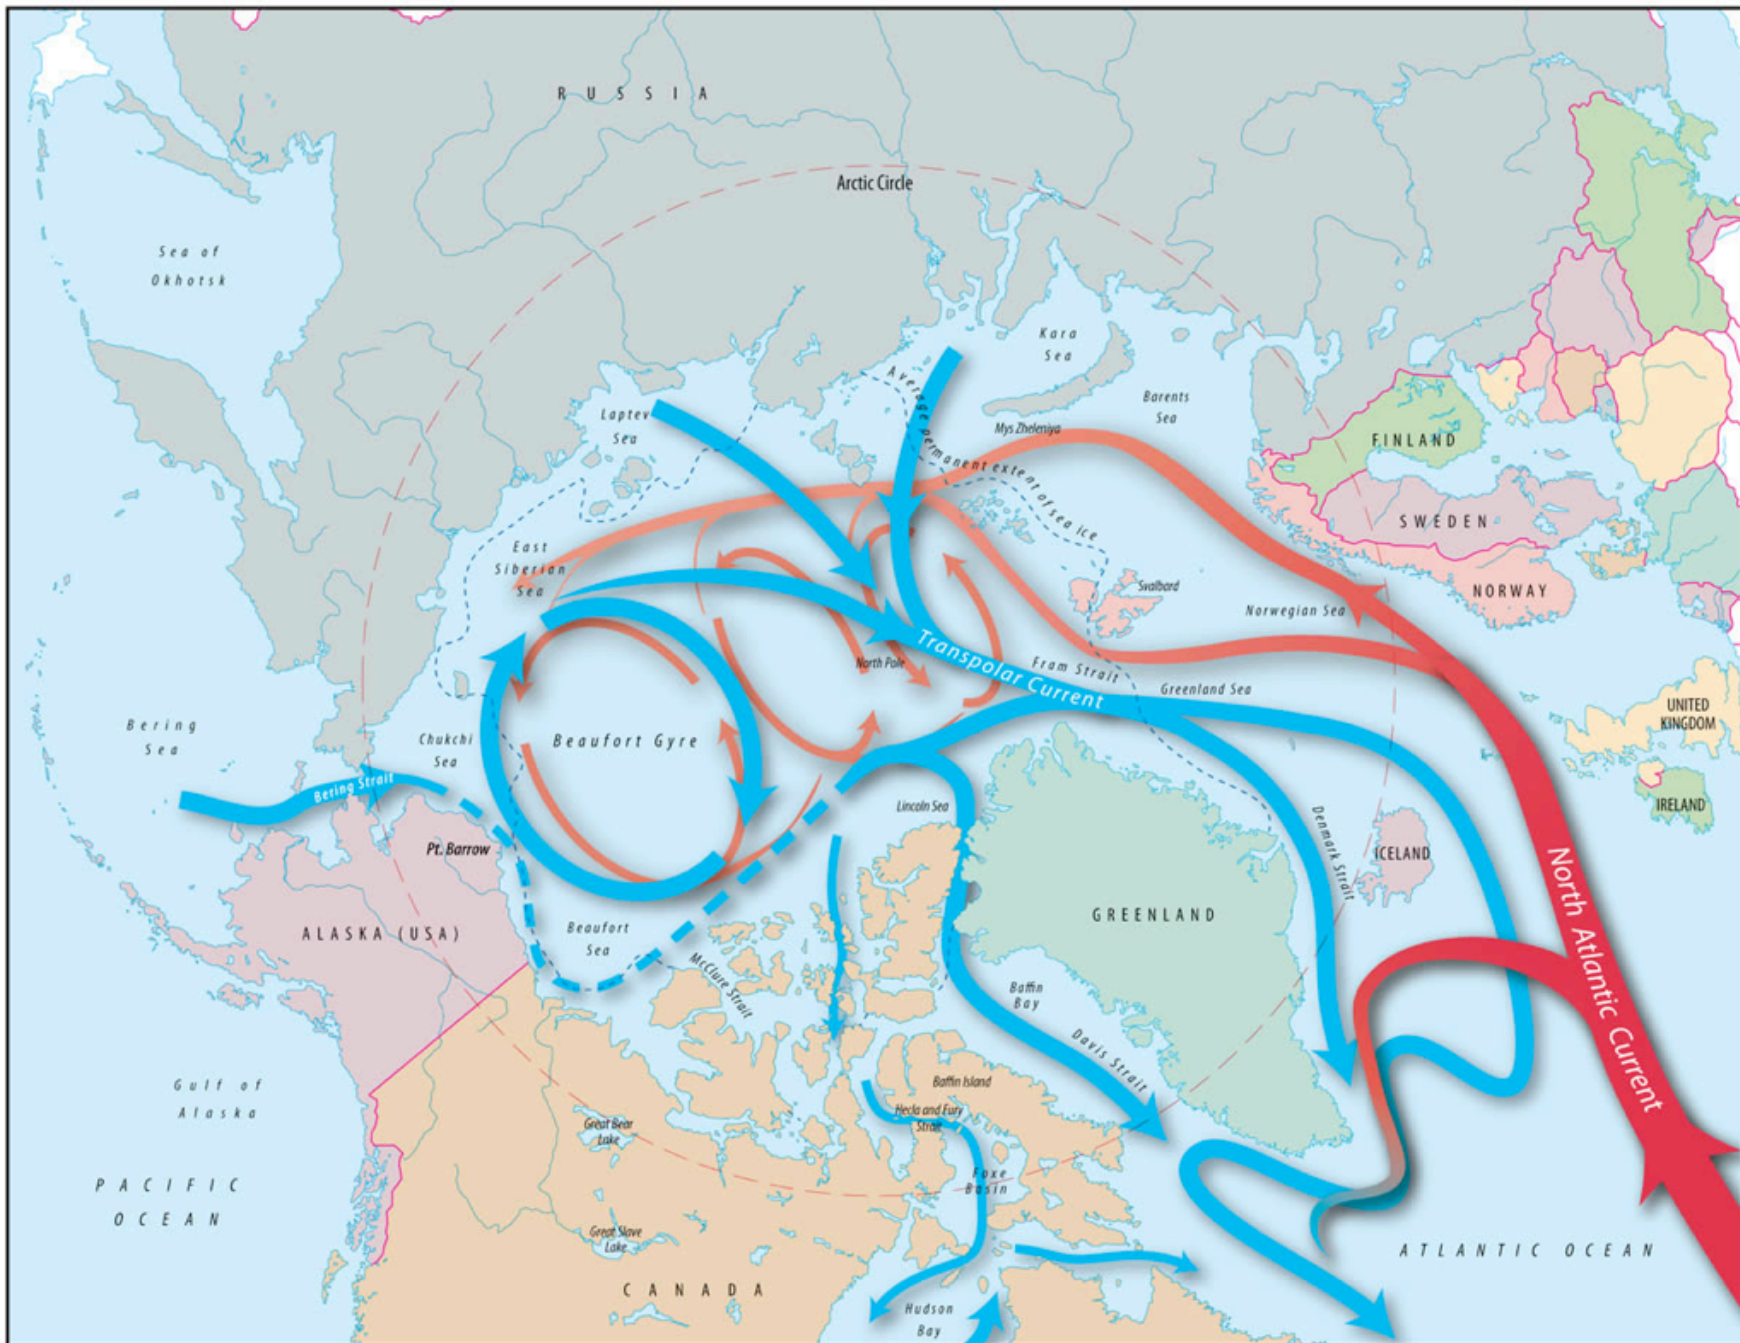 RUSSIA
Arctic Circle
Sea of
Okhotsk
Kara
Sea
Average permanent extent of sea ice
Barents
Sea
Laptev
Sea
Mys Zheleniya
FINLAND
SWEDEN
East
Siberian
Sea
Svalbard
NORWAY
Norwegian Sea
North Pole
Transpolar Current
Fram Strait
Greenland Sea
UNITED
KINGDOM
Bering
Sea
Chukchi
Sea
Beaufort Gyre
Bering Strait
Lincoln Sea
IRELAND
Pt. Barrow
Denmark Strait
ICELAND
North Atlantic Current
ALASKA (USA)
Beaufort
Sea
GREENLAND
McClure Strait
Baffin
Bay
Davis Strait
Gulf of
Alaska
Baffin Island
Hecla and Fury
Strait
Great Bear
Lake
Foxe
Basin
PACIFIC
OCEAN
Great Slave
Lake
ATLANTIC OCEAN
CANADA
Hudson
Bay